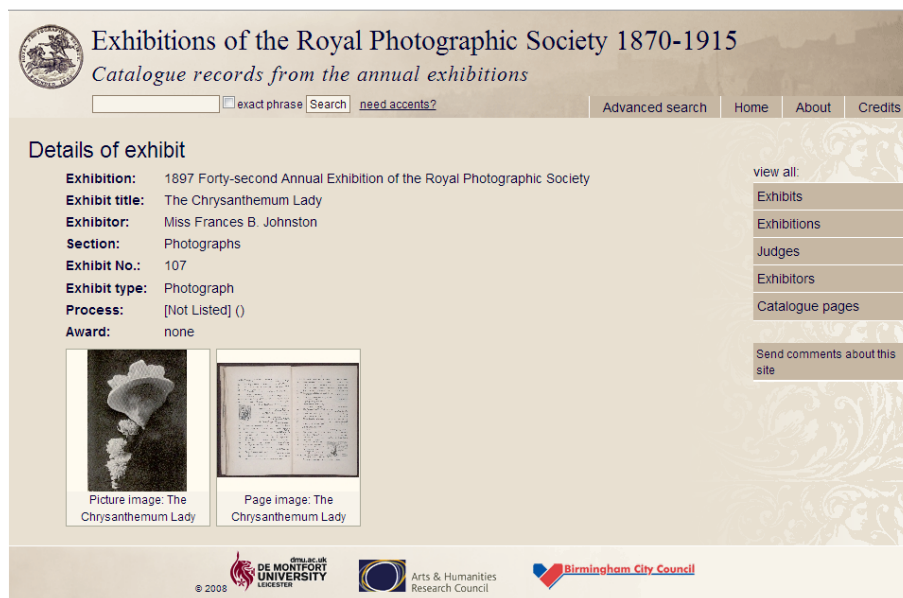 Exhibitions of the Royal Photographic Society 1870-1915
Catalogue records from the annual exhibitions
exact phrase Search need accents?
Advanced search Home About Credits
Details of exhibit
Exhibition: 1897 Forty-second Annual Exhibition of the Royal Photographic Society
Exhibit title: The Chrysanthemum Lady
Exhibitor: Miss Frances B. Johnston
Section: Photographs
Exhibit No.: 107
Exhibit type: Photograph
Process: [Not Listed] ()
Award: none
view all:
Exhibits
Exhibitions
Judges
Exhibitors
Catalogue pages
Send comments about this
site
Picture image: The
Chrysanthemum Lady
Page image: The
Chrysanthemum Lady
© 2008
dmu.ac.uk
DE MONTFORT
UNIVERSITY
LEICESTER
Arts & Humanities
Research Council
Birmingham City Council